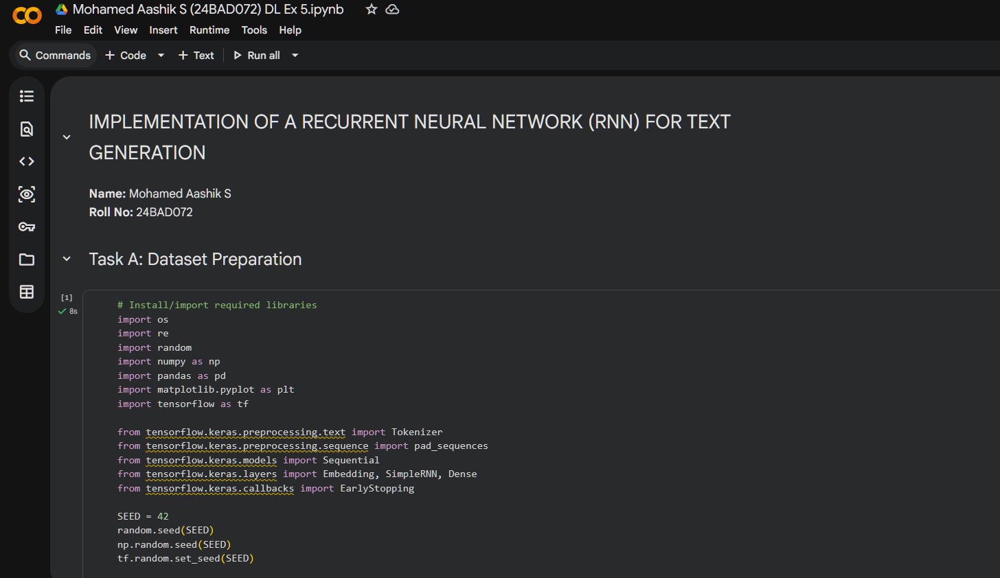 Mohamed Aashik S (24BAD072) DL Ex 5.ipynb
File Edit View Insert Runtime Tools Help
Commands + Code + Text Run all
IMPLEMENTATION OF A RECURRENT NEURAL NETWORK (RNN) FOR TEXT
GENERATION
Name: Mohamed Aashik S
Roll No: 24BAD072
Task A: Dataset Preparation
[1]
8s
# Install/import required libraries
import os
import re
import random
import numpy as np
import pandas as pd
import matplotlib.pyplot as plt
import tensorflow as tf
from tensorflow.keras.preprocessing.text import Tokenizer
from tensorflow.keras.preprocessing.sequence import pad_sequences
from tensorflow.keras.models import Sequential
from tensorflow.keras.layers import Embedding, SimpleRNN, Dense
from tensorflow.keras.callbacks import EarlyStopping
SEED = 42
random.seed(SEED)
np.random.seed(SEED)
tf.random.set_seed(SEED)